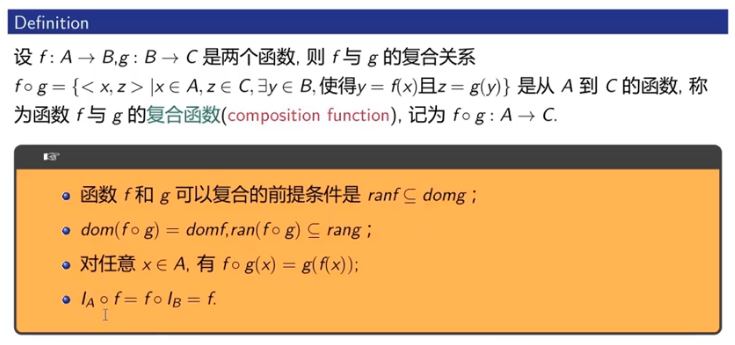 Definition
设 f : A → B,g : B → C 是两个函数, 则 f 与 g 的复合关系
f ∘ g = {< x, z > |x ∈ A, z ∈ C, ∃y ∈ B,使得y = f(x)且z = g(y)} 是从 A 到 C 的函数, 称
为函数 f 与 g 的复合函数(composition function), 记为 f ∘ g : A → C.
函数 f 和 g 可以复合的前提条件是 ranf ⊆ domg；
dom(f ∘ g) = domf,ran(f ∘ g) ⊆ rang；
对任意 x ∈ A, 有 f ∘ g(x) = g(f(x));
I_A ∘ f = f ∘ I_B = f.